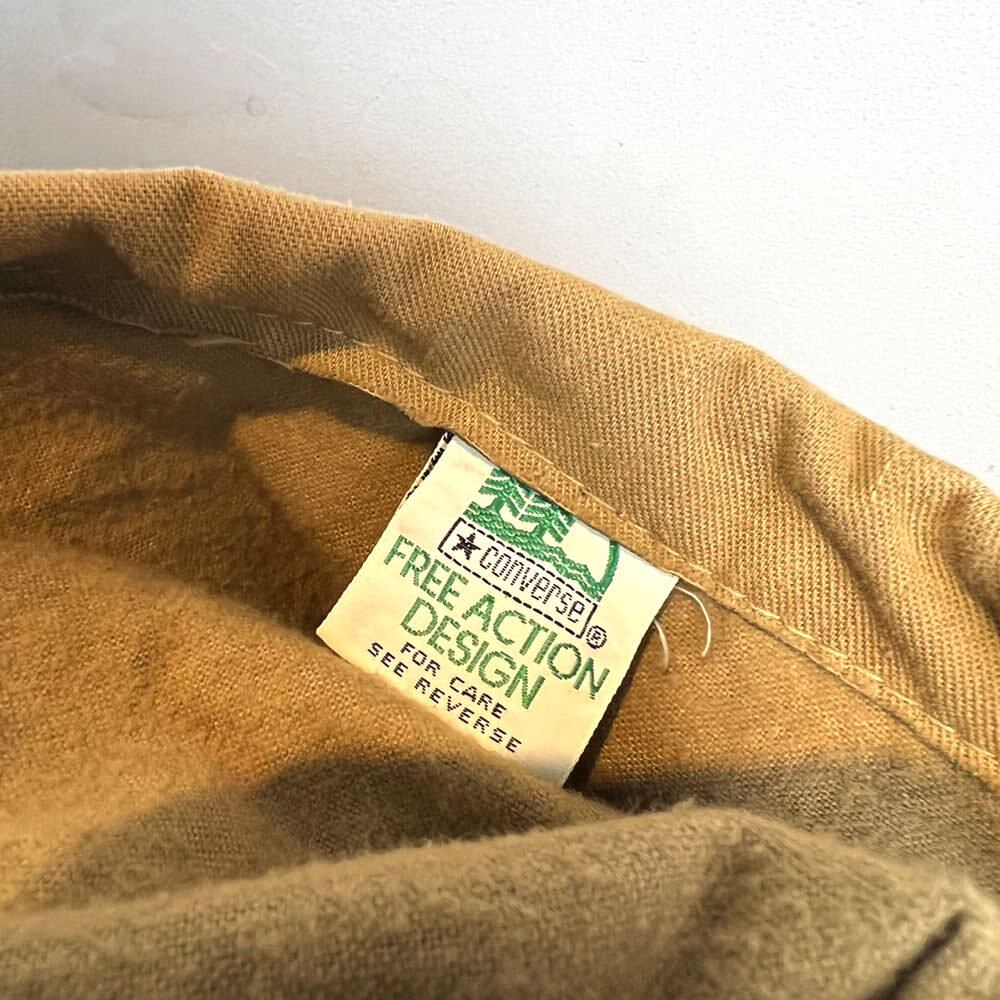 ★ converse ®
FREE ACTION
DESIGN
FOR CARE
SEE REVERSE